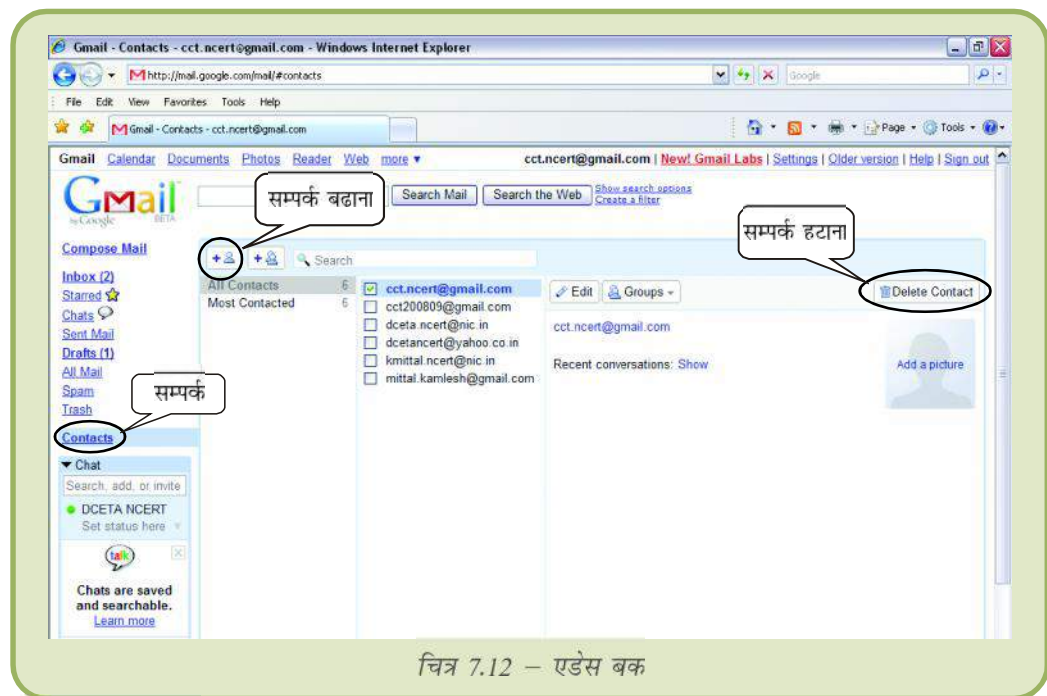 Gmail - Contacts - cct.ncert@gmail.com - Windows Internet Explorer
http://mail.google.com/mail/#contacts
Google
File Edit View Favorites Tools Help
Gmail - Contacts - cct.ncert@gmail.com
Page Tools
Gmail Calendar Documents Photos Reader Web more cct.ncert@gmail.com | New! Gmail Labs | Settings | Older version | Help | Sign out
Gmail
by Google BETA
सम्पर्क बढाना
Search Mail Search the Web Show search options
Create a filter
सम्पर्क हटाना
Compose Mail
Search
Inbox (2)
Starred
Chats
Sent Mail
Drafts (1)
All Mail
Spam
Trash
सम्पर्क
Contacts
All Contacts 6
Most Contacted 6
cct.ncert@gmail.com
cct200809@gmail.com
dceta.ncert@nic.in
dcetancert@yahoo.co.in
kmittal.ncert@nic.in
mittal.kamlesh@gmail.com
Edit Groups Delete Contact
cct.ncert@gmail.com
Recent conversations: Show
Add a picture
Chat
Search, add, or invite
DCETA NCERT
Set status here
talk
Chats are saved
and searchable.
Learn more
चित्र 7.12 – एडेस बक